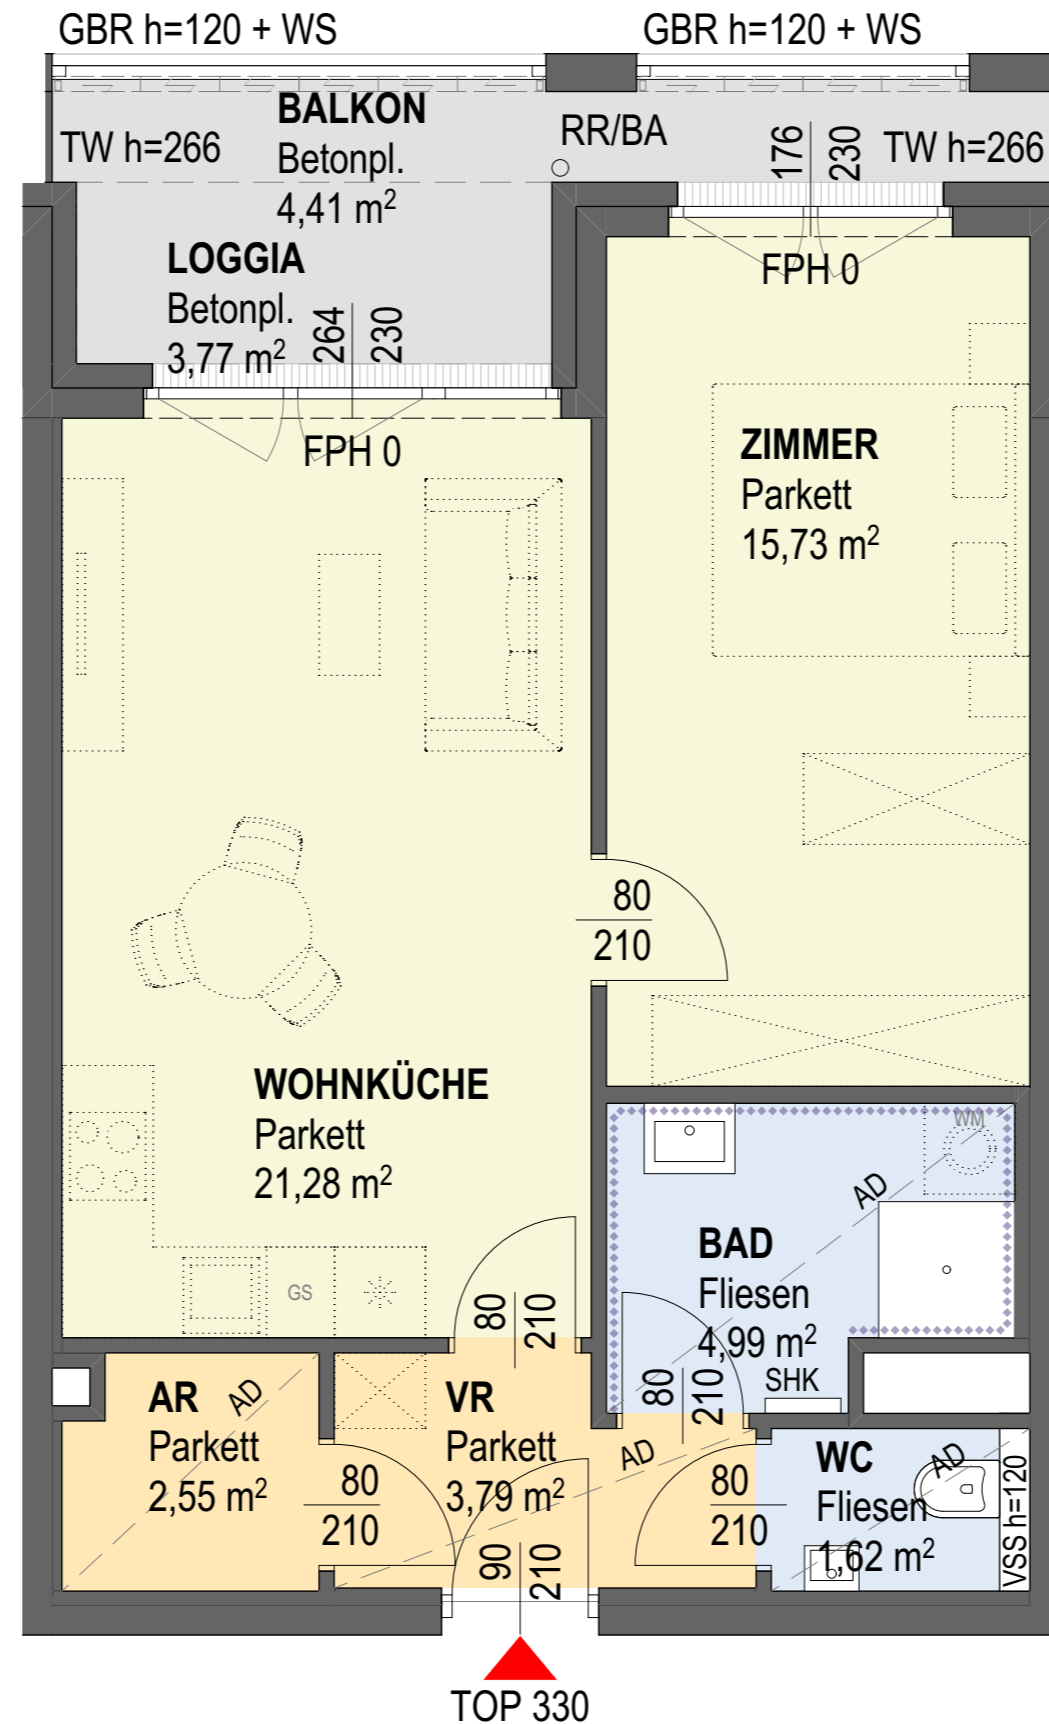 GBR h=120 + WS
GBR h=120 + WS
BALKON
Betonpl.
4,41 m²
TW h=266
RR/BA
176
230
TW h=266
LOGGIA
Betonpl.
3,77 m²
264
230
FPH 0
FPH 0
ZIMMER
Parkett
15,73 m²
80
210
WOHNKÜCHE
Parkett
21,28 m²
GS
80
210
WM
AD
BAD
Fliesen
4,99 m²
SHK
80
210
AR
Parkett
2,55 m²
AD
80
210
VR
Parkett
3,79 m²
AD
90
210
80
210
WC
Fliesen
1,62 m²
AD
VSS h=120
TOP 330